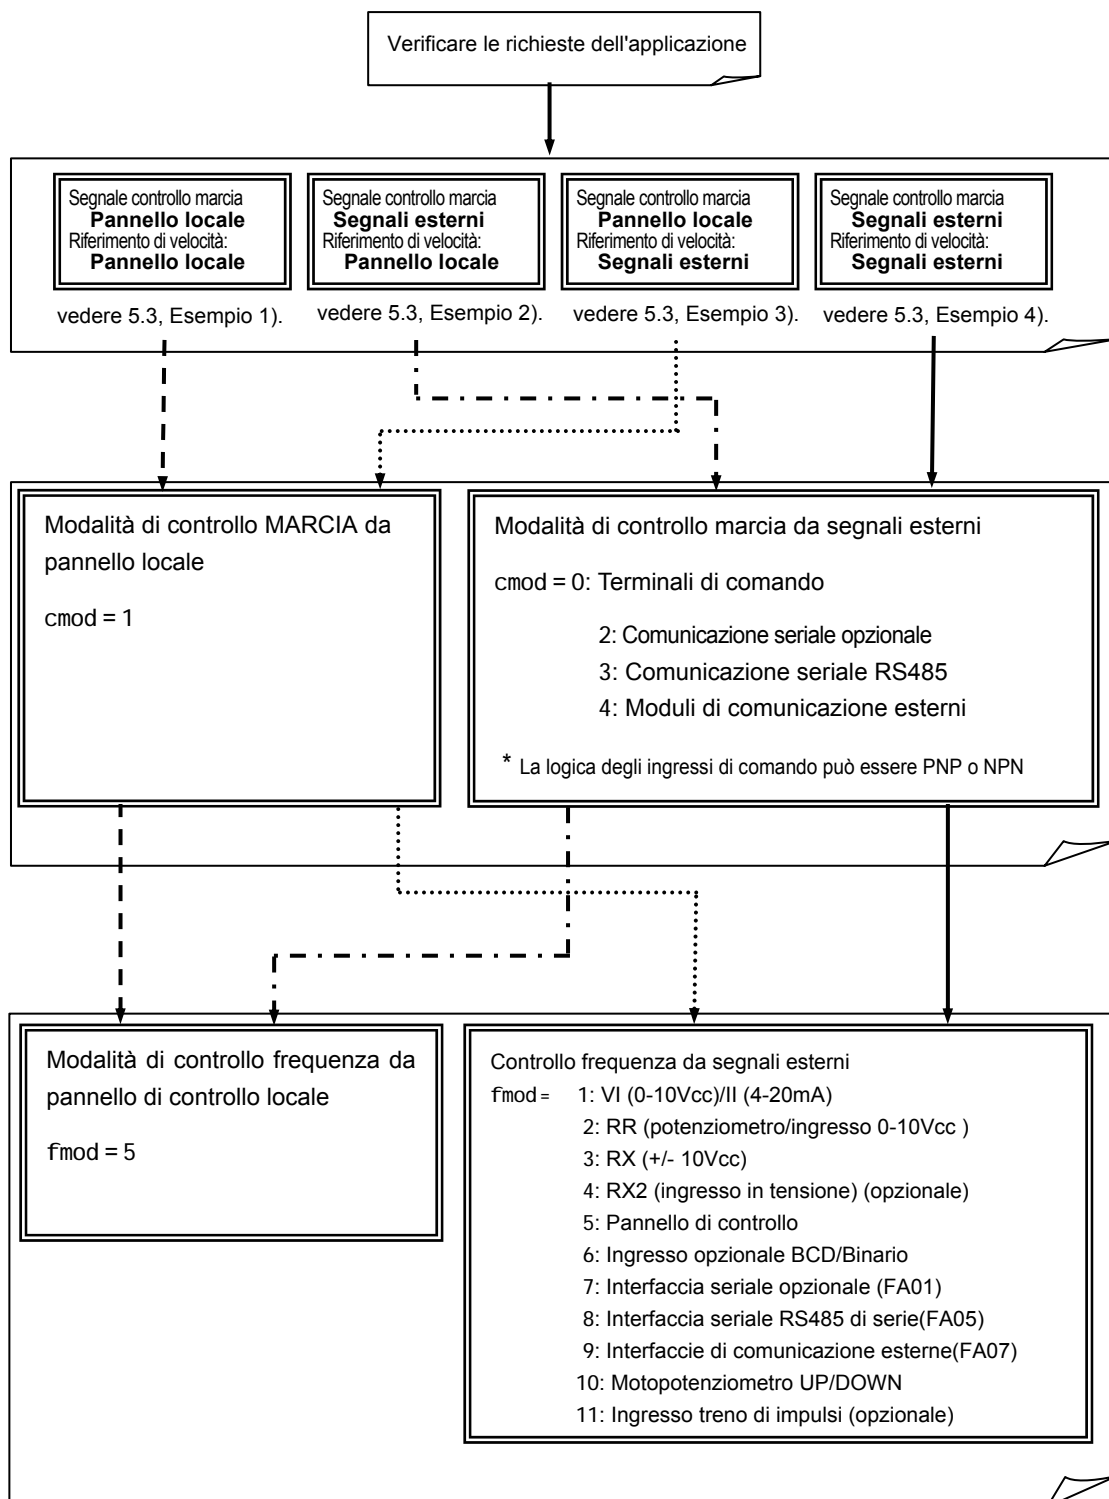 Verificare le richieste dell'applicazione
Segnale controllo marcia
Pannello locale
Riferimento di velocità:
Pannello locale
Segnale controllo marcia
Segnali esterni
Riferimento di velocità:
Pannello locale
Segnale controllo marcia
Pannello locale
Riferimento di velocità:
Segnali esterni
Segnale controllo marcia
Segnali esterni
Riferimento di velocità:
Segnali esterni
vedere 5.3, Esempio 1).
vedere 5.3, Esempio 2).
vedere 5.3, Esempio 3).
vedere 5.3, Esempio 4).
Modalità di controllo MARCIA da
pannello locale
cmod = 1
Modalità di controllo marcia da segnali esterni
cmod = 0: Terminali di comando
2: Comunicazione seriale opzionale
3: Comunicazione seriale RS485
4: Moduli di comunicazione esterni
* La logica degli ingressi di comando può essere PNP o NPN
Modalità di controllo frequenza da
pannello di controllo locale
fmod = 5
Controllo frequenza da segnali esterni
fmod = 1: VI (0-10Vcc)/II (4-20mA)
2: RR (potenziometro/ingresso 0-10Vcc )
3: RX (+/- 10Vcc)
4: RX2 (ingresso in tensione) (opzionale)
5: Pannello di controllo
6: Ingresso opzionale BCD/Binario
7: Interfaccia seriale opzionale (FA01)
8: Interfaccia seriale RS485 di serie(FA05)
9: Interfaccie di comunicazione esterne(FA07)
10: Motopotenziometro UP/DOWN
11: Ingresso treno di impulsi (opzionale)